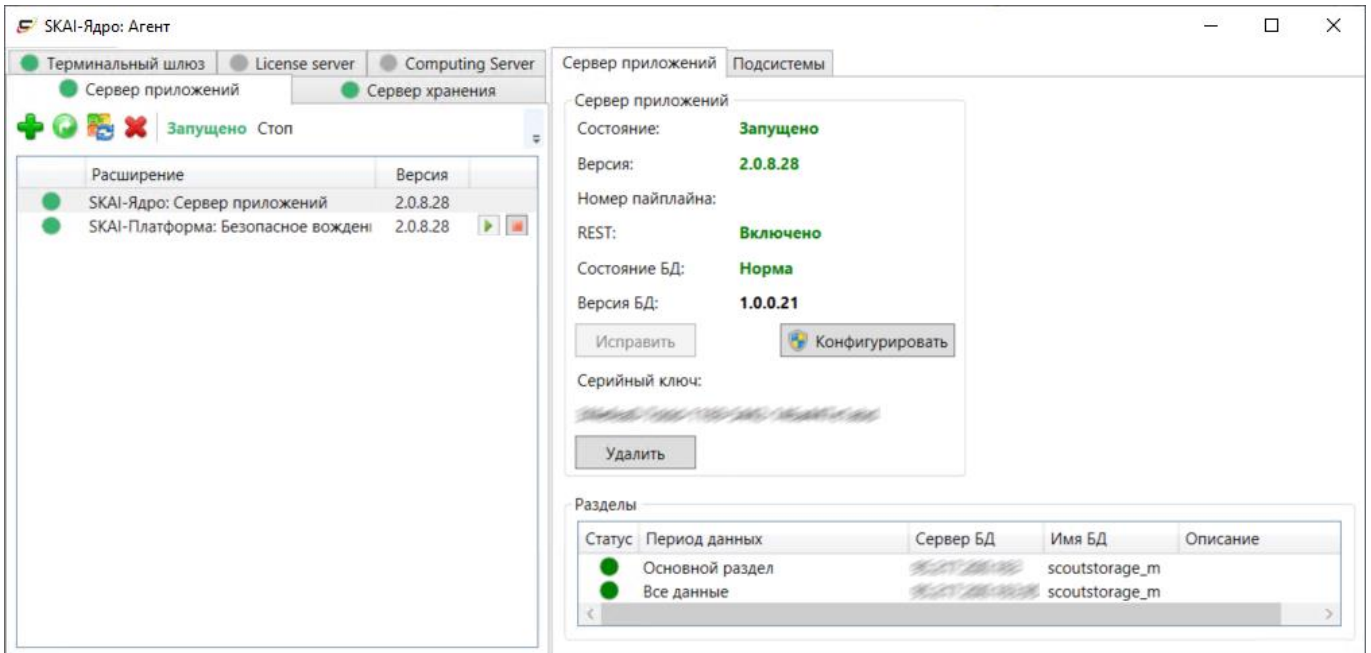 SKAI-Ядро: Агент
Терминальный шлюз License server Computing Server
Сервер приложений Сервер хранения
Запущено Стоп
Расширение Версия
SKAI-Ядро: Сервер приложений 2.0.8.28
SKAI-Платформа: Безопасное вождени 2.0.8.28
Сервер приложений Подсистемы
Сервер приложений
Состояние: Запущено
Версия: 2.0.8.28
Номер пайплайна:
REST: Включено
Состояние БД: Норма
Версия БД: 1.0.0.21
Исправить Конфигурировать
Серийный ключ:
Удалить
Разделы
Статус Период данных Сервер БД Имя БД Описание
Основной раздел scoutstorage_m
Все данные scoutstorage_m